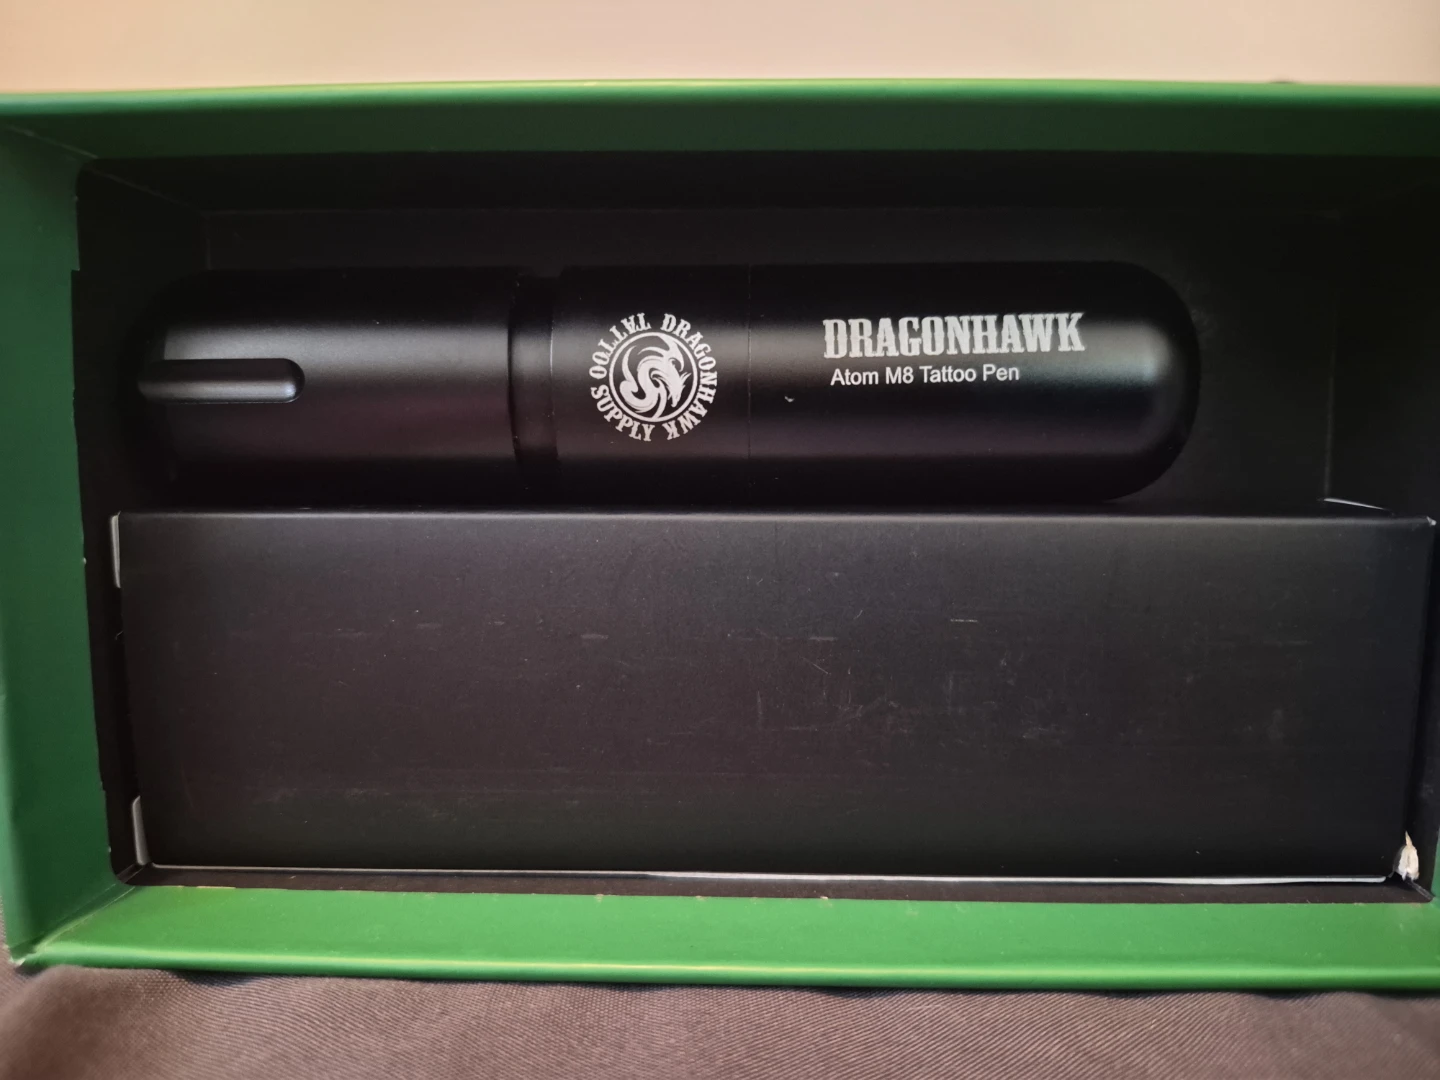 DRAGONHAWK TATTOO SUPPLY
DRAGONHAWK
Atom M8 Tattoo Pen